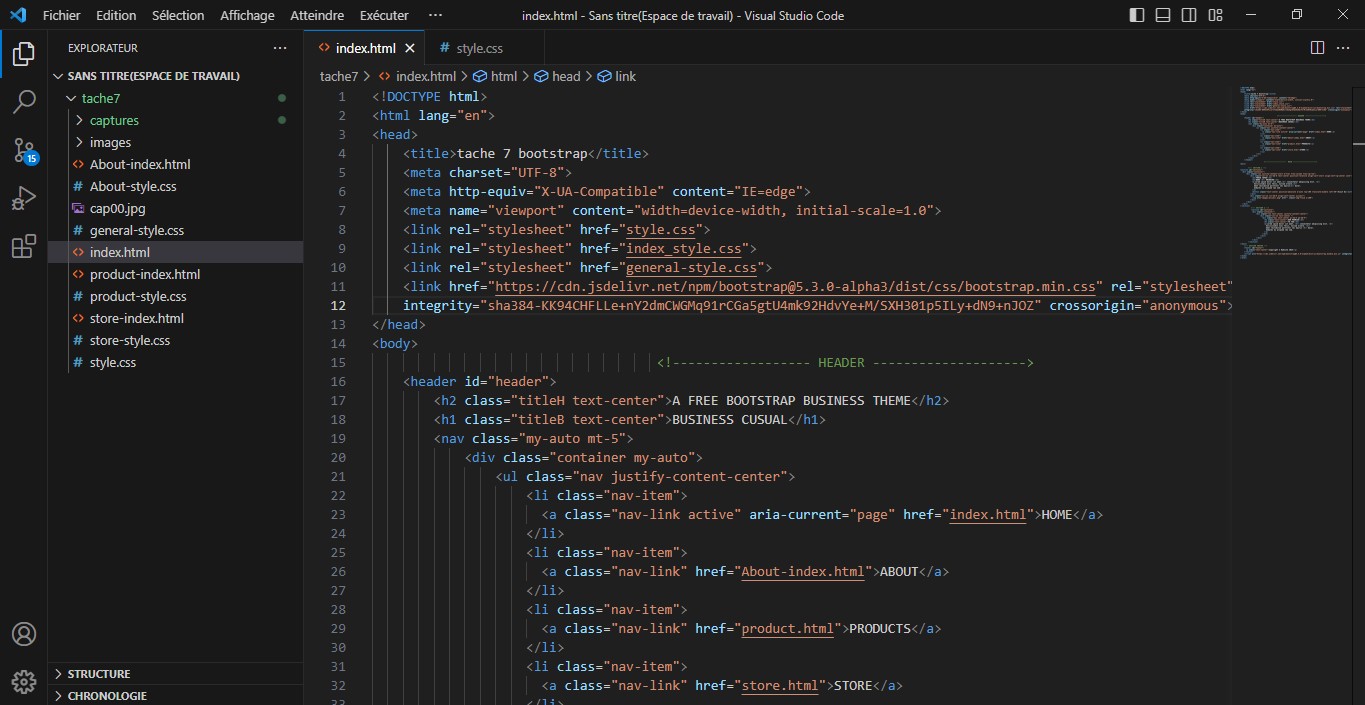 Fichier Edition Sélection Affichage Atteindre Exécuter ··· index.html - Sans titre(Espace de travail) - Visual Studio Code
EXPLORATEUR ···
SANS TITRE(ESPACE DE TRAVAIL)
tache7
captures
images
About-index.html
# About-style.css
cap00.jpg
# general-style.css
index.html
product-index.html
# product-style.css
store-index.html
# store-style.css
# style.css
STRUCTURE
CHRONOLOGIE
15
index.html # style.css
tache7 > index.html > html > head > link
1 <!DOCTYPE html>
2 <html lang="en">
3 <head>
4 <title>tache 7 bootstrap</title>
5 <meta charset="UTF-8">
6 <meta http-equiv="X-UA-Compatible" content="IE=edge">
7 <meta name="viewport" content="width=device-width, initial-scale=1.0">
8 <link rel="stylesheet" href="style.css">
9 <link rel="stylesheet" href="index_style.css">
10 <link rel="stylesheet" href="general-style.css">
11 <link href="https://cdn.jsdelivr.net/npm/bootstrap@5.3.0-alpha3/dist/css/bootstrap.min.css" rel="stylesheet"
12 integrity="sha384-KK94CHFLLe+nY2dmCWGMq91rCGa5gtU4mk92HdvYe+M/SXH301p5ILy+dN9+nJOZ" crossorigin="anonymous">
13 </head>
14 <body>
15 <!------------------ HEADER -------------------->
16 <header id="header">
17 <h2 class="titleH text-center">A FREE BOOTSTRAP BUSINESS THEME</h2>
18 <h1 class="titleB text-center">BUSINESS CUSUAL</h1>
19 <nav class="my-auto mt-5">
20 <div class="container my-auto">
21 <ul class="nav justify-content-center">
22 <li class="nav-item">
23 <a class="nav-link active" aria-current="page" href="index.html">HOME</a>
24 </li>
25 <li class="nav-item">
26 <a class="nav-link" href="About-index.html">ABOUT</a>
27 </li>
28 <li class="nav-item">
29 <a class="nav-link" href="product.html">PRODUCTS</a>
30 </li>
31 <li class="nav-item">
32 <a class="nav-link" href="store.html">STORE</a>
33 </li>